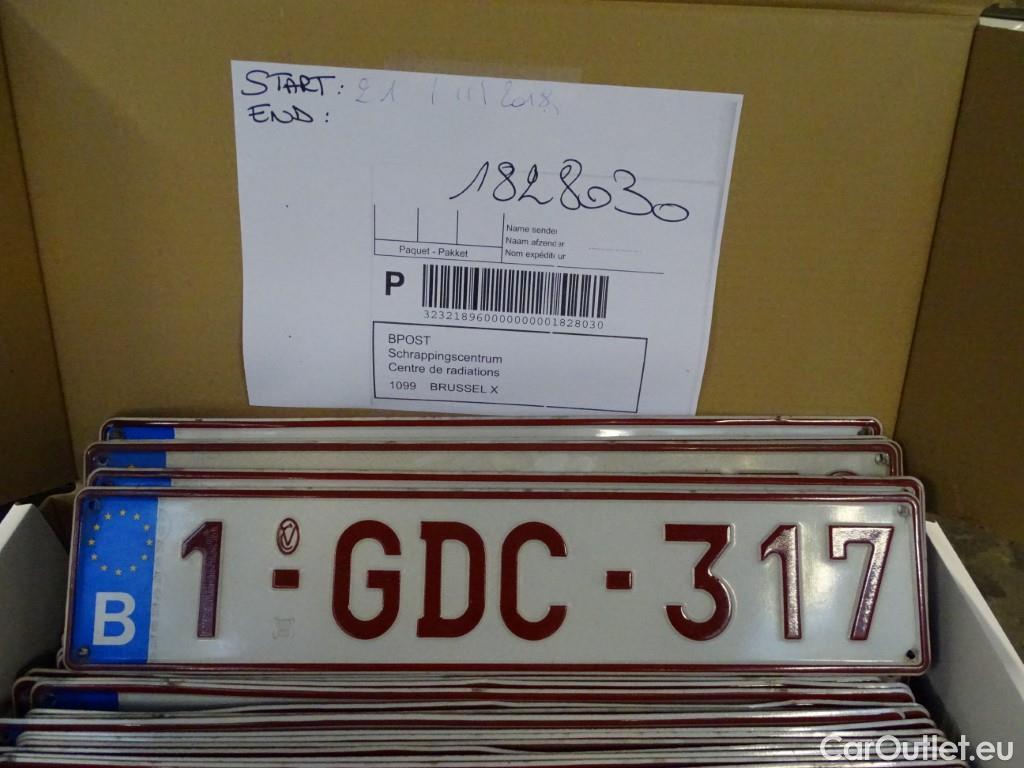 START: 21 / 11 / 2018
END:
1828030
Name sender
Naam afzender
Nom expéditeur
Paquet - Pakket
P
323218960000000001828030
BPOST
Schrappingscentrum
Centre de radiations
1099 BRUSSEL X
B 1-GDC-317
CarOutlet.eu